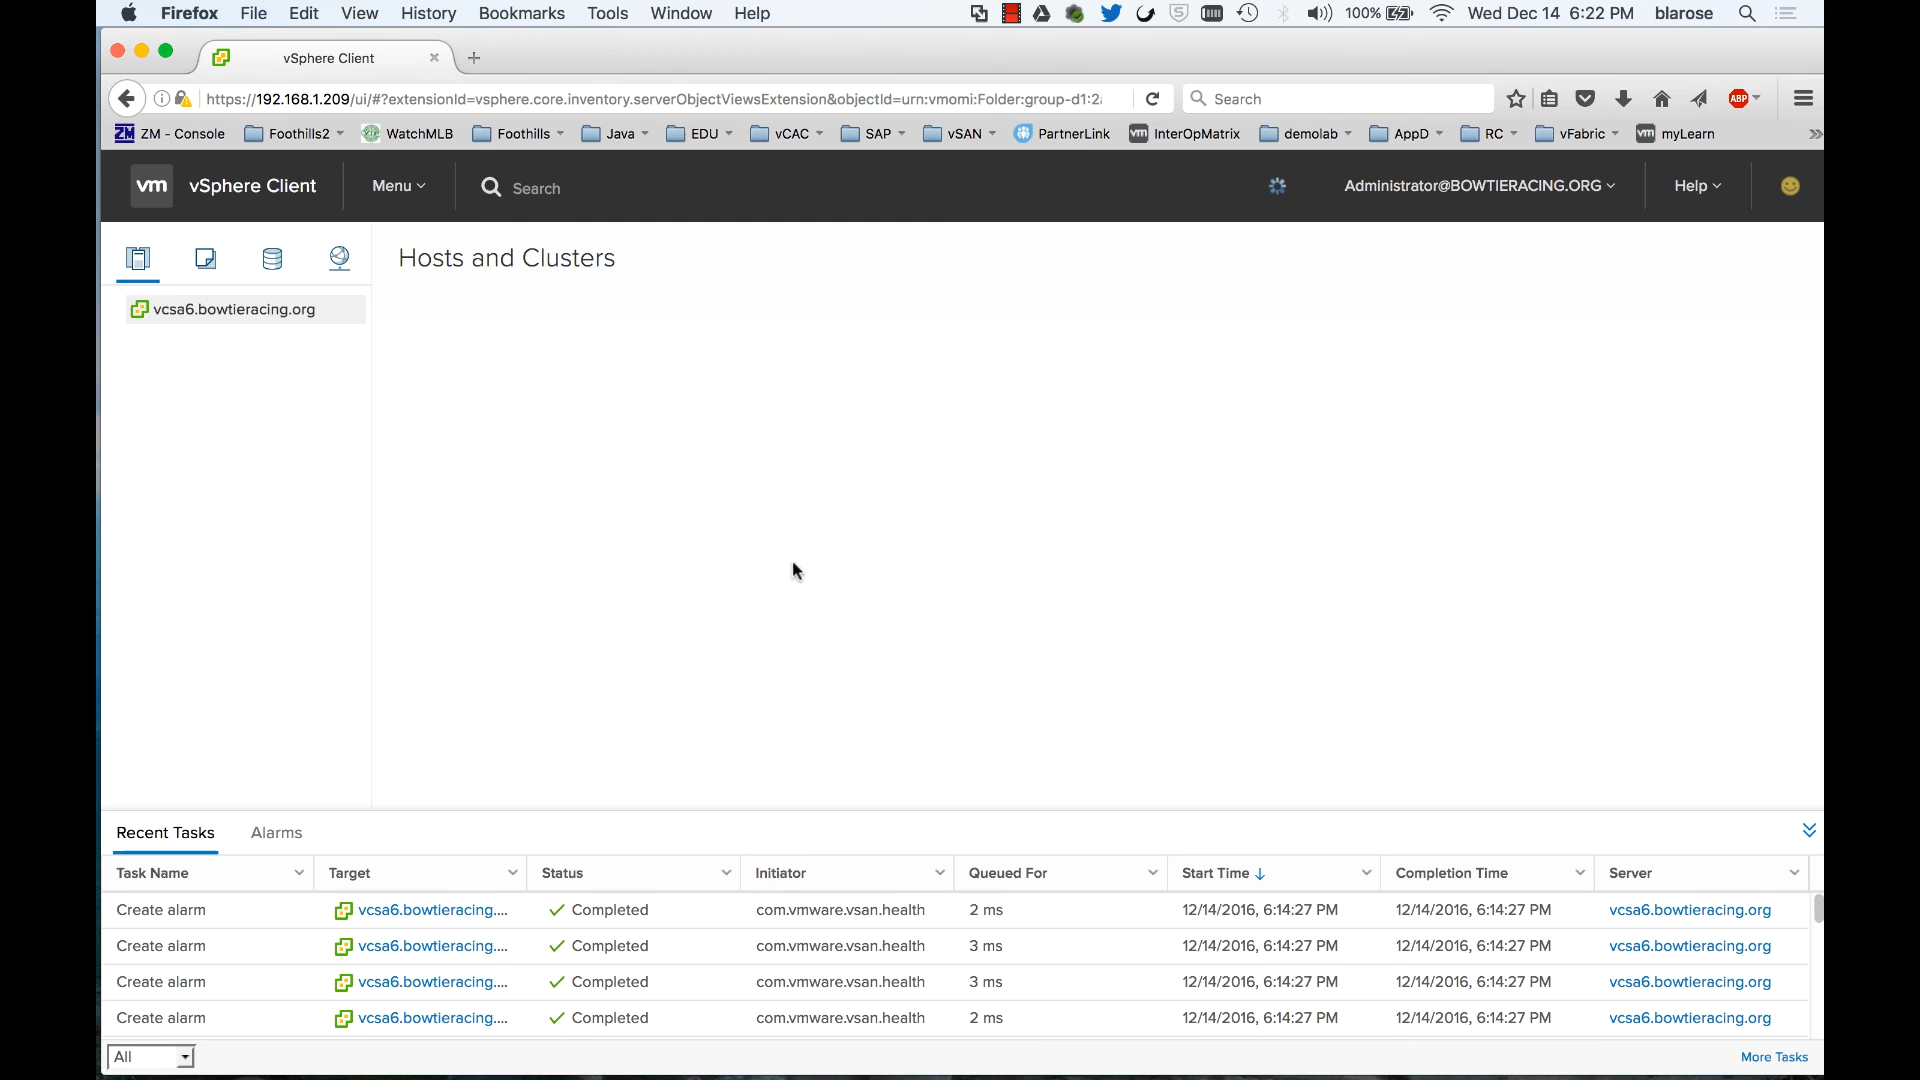 Firefox File Edit View History Bookmarks Tools Window Help 100% Wed Dec 14 6:22 PM blarose
vSphere Client
https://192.168.1.209/ui/#?extensionId=vsphere.core.inventory.serverObjectViewsExtension&objectId=urn:vmomi:Folder:group-d1:2 Search ABP
ZM ZM - Console Foothills2 WatchMLB Foothills Java EDU vCAC SAP vSAN PartnerLink vm InterOpMatrix demolab AppD RC vFabric vm myLearn
vm vSphere Client Menu Search Administrator@BOWTIERACING.ORG Help
Hosts and Clusters
vcsa6.bowtieracing.org
Recent Tasks Alarms
Task Name Target Status Initiator Queued For Start Time Completion Time Server
Create alarm vcsa6.bowtieracing.... Completed com.vmware.vsan.health 2 ms 12/14/2016, 6:14:27 PM 12/14/2016, 6:14:27 PM vcsa6.bowtieracing.org
Create alarm vcsa6.bowtieracing.... Completed com.vmware.vsan.health 3 ms 12/14/2016, 6:14:27 PM 12/14/2016, 6:14:27 PM vcsa6.bowtieracing.org
Create alarm vcsa6.bowtieracing.... Completed com.vmware.vsan.health 3 ms 12/14/2016, 6:14:27 PM 12/14/2016, 6:14:27 PM vcsa6.bowtieracing.org
Create alarm vcsa6.bowtieracing.... Completed com.vmware.vsan.health 2 ms 12/14/2016, 6:14:27 PM 12/14/2016, 6:14:27 PM vcsa6.bowtieracing.org
All More Tasks